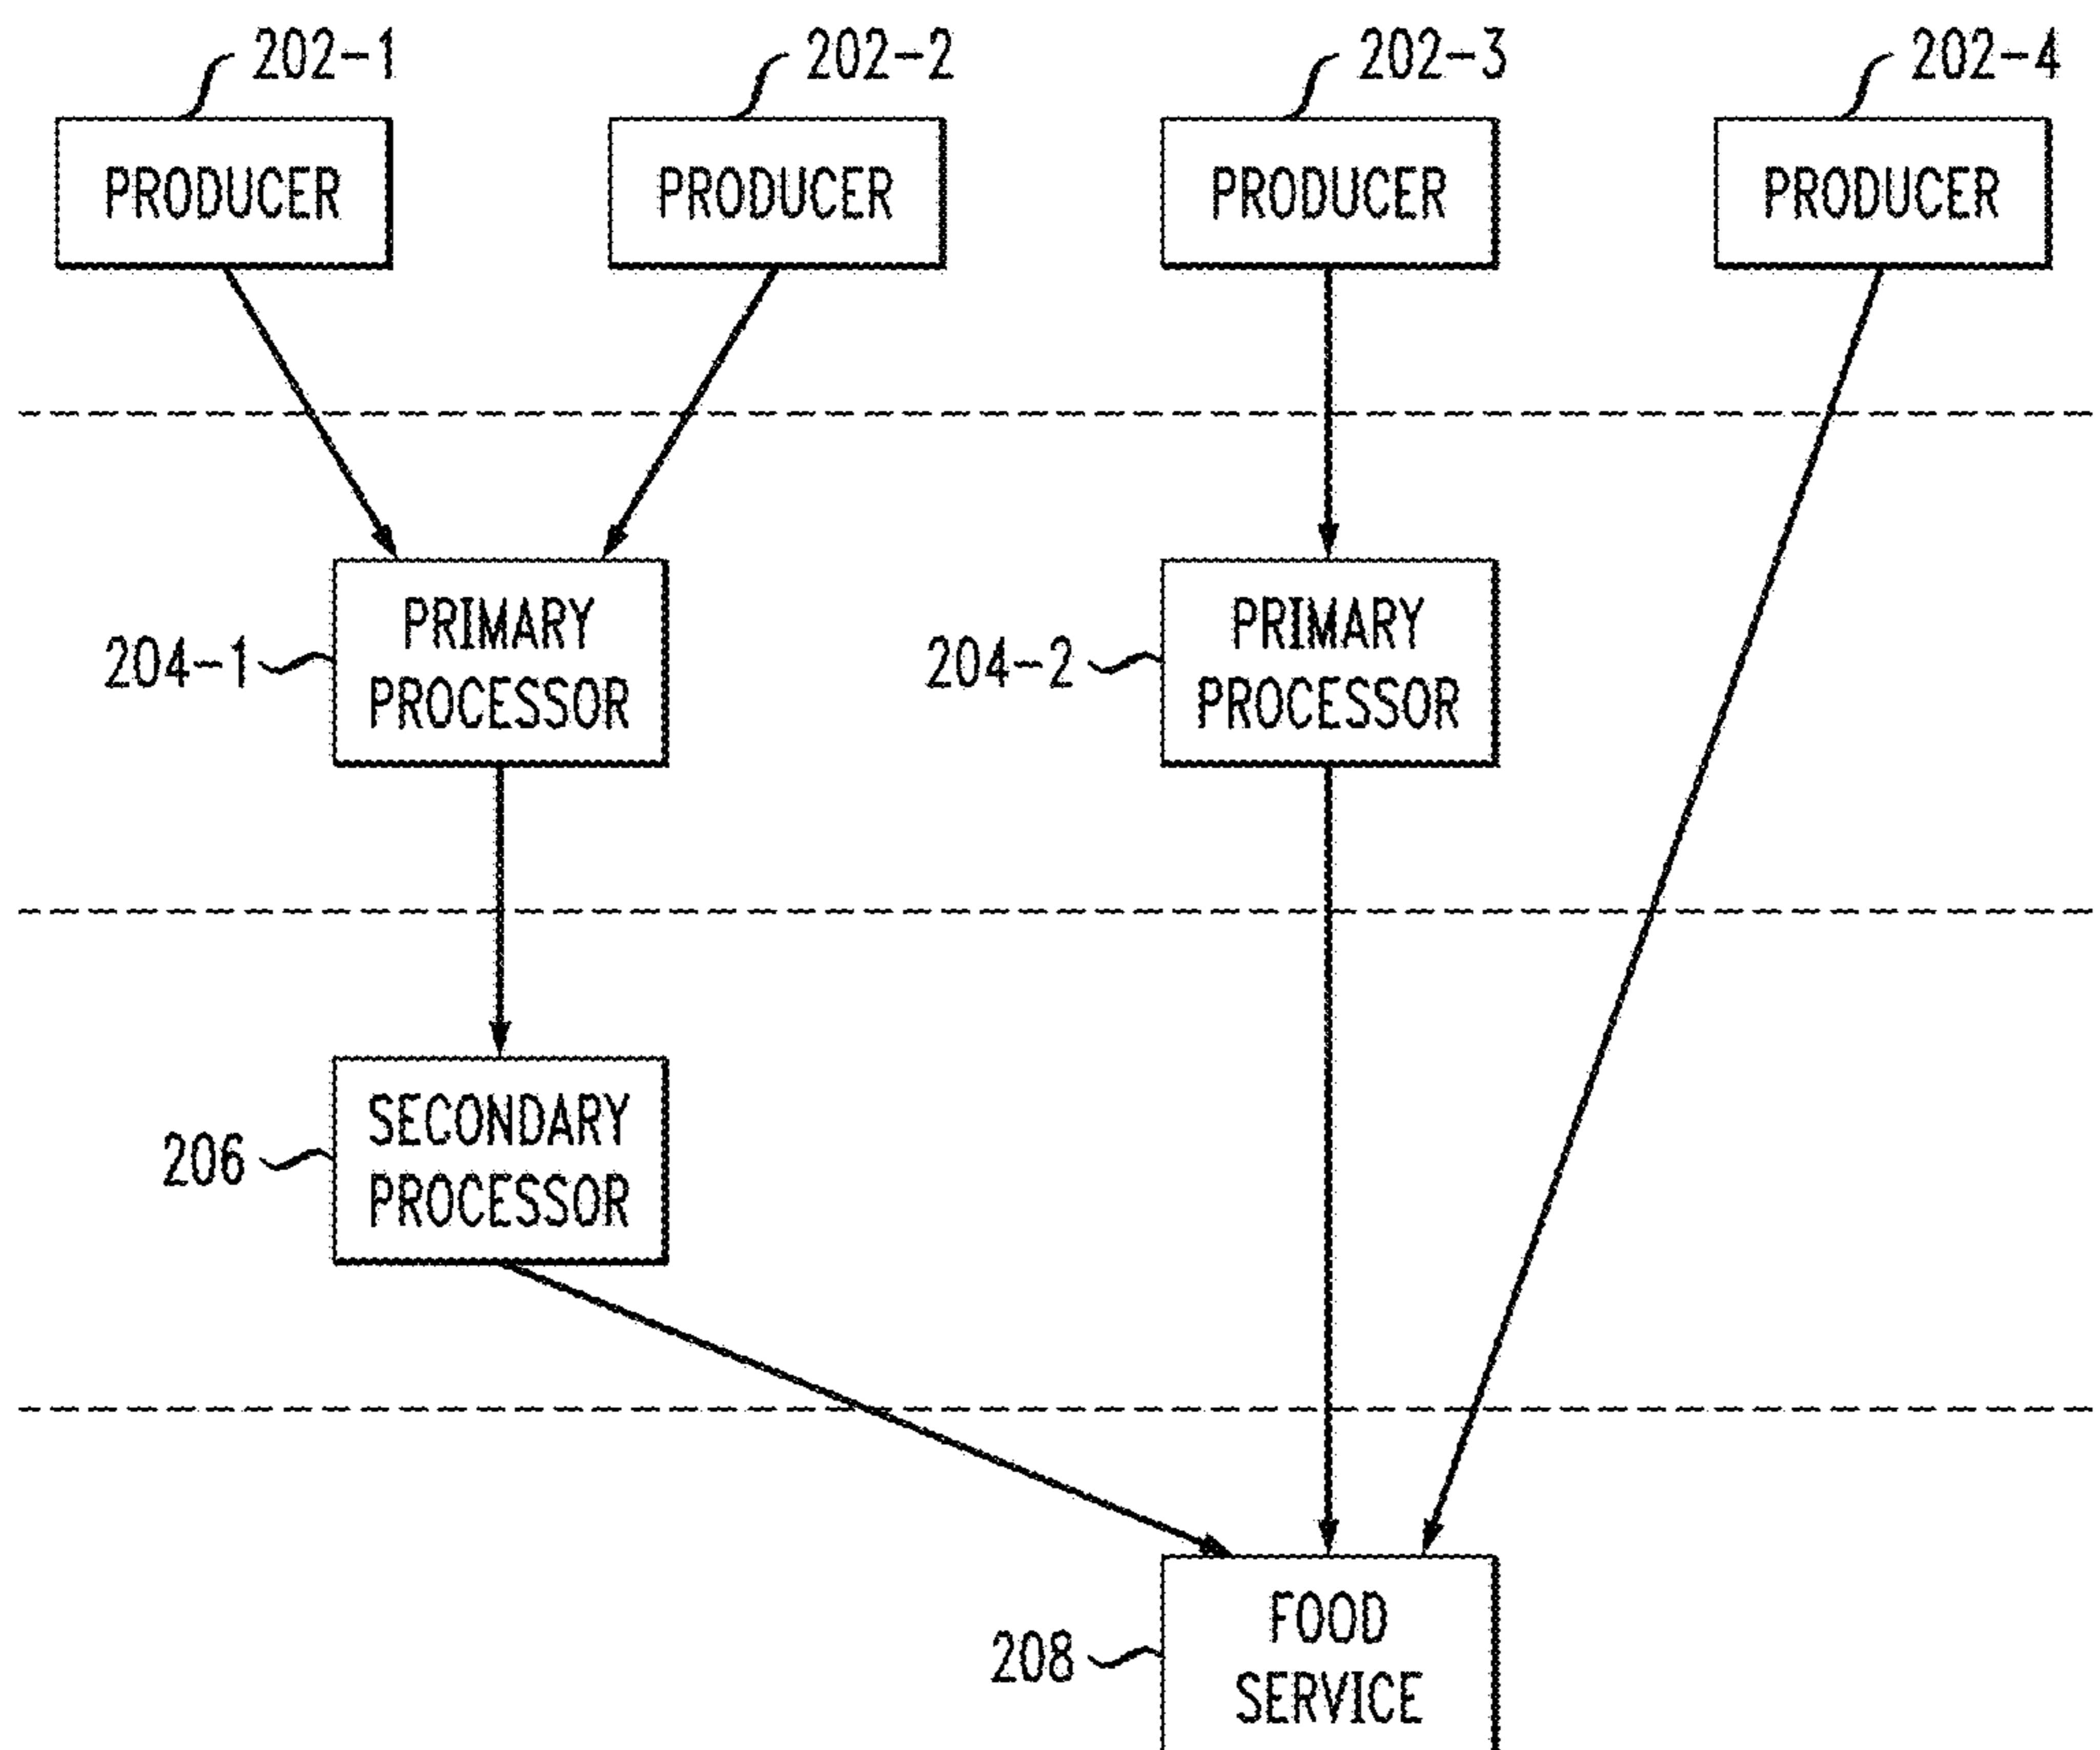 202-1
202-2
202-3
202-4
PRODUCER
PRODUCER
PRODUCER
PRODUCER
204-1
PRIMARY
PROCESSOR
204-2
PRIMARY
PROCESSOR
206
SECONDARY
PROCESSOR
208
FOOD
SERVICE